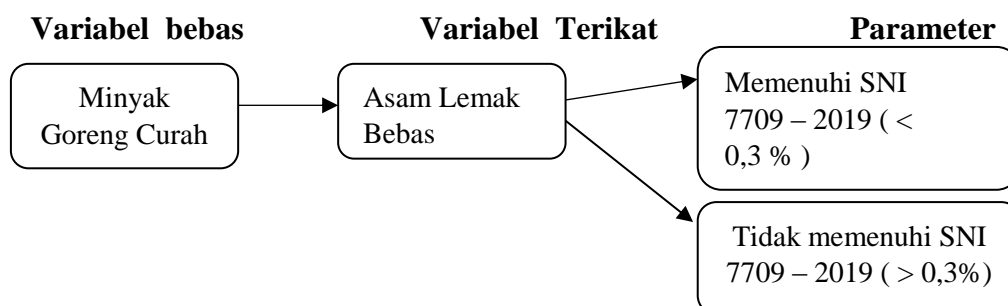 Variabel bebas
Variabel Terikat
Parameter
Minyak
Goreng Curah
Asam Lemak
Bebas
Memenuhi SNI
7709 – 2019 ( <
0,3 % )
Tidak memenuhi SNI
7709 – 2019 ( > 0,3%)